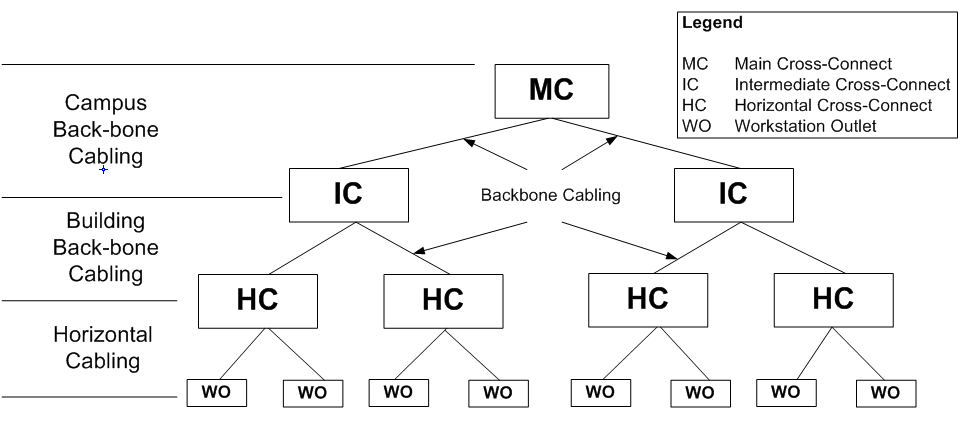 Legend
MC Main Cross-Connect
IC Intermediate Cross-Connect
HC Horizontal Cross-Connect
WO Workstation Outlet
Campus
Back-bone
Cabling
MC
IC
Backbone Cabling
IC
Building
Back-bone
Cabling
HC
HC
HC
HC
Horizontal
Cabling
WO
WO
WO
WO
WO
WO
WO
WO